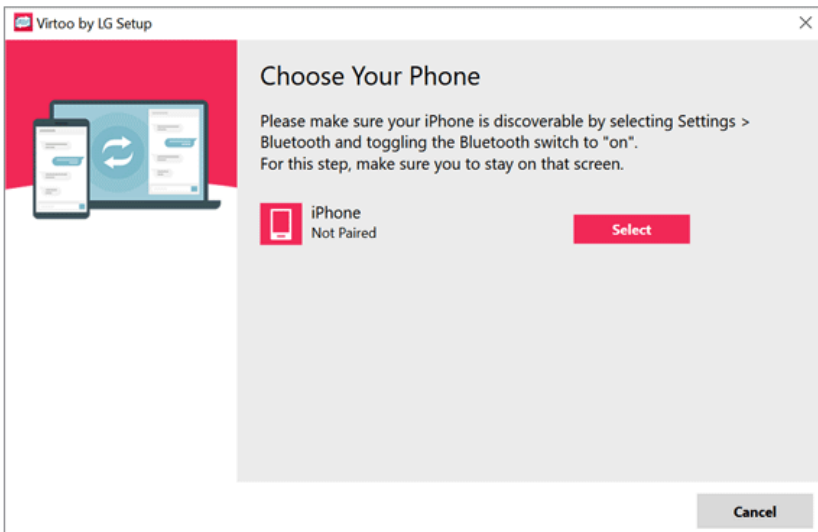 Virtoo by LG Setup
Choose Your Phone
Please make sure your iPhone is discoverable by selecting Settings >
Bluetooth and toggling the Bluetooth switch to "on".
For this step, make sure you to stay on that screen.
iPhone
Not Paired
Select
Cancel